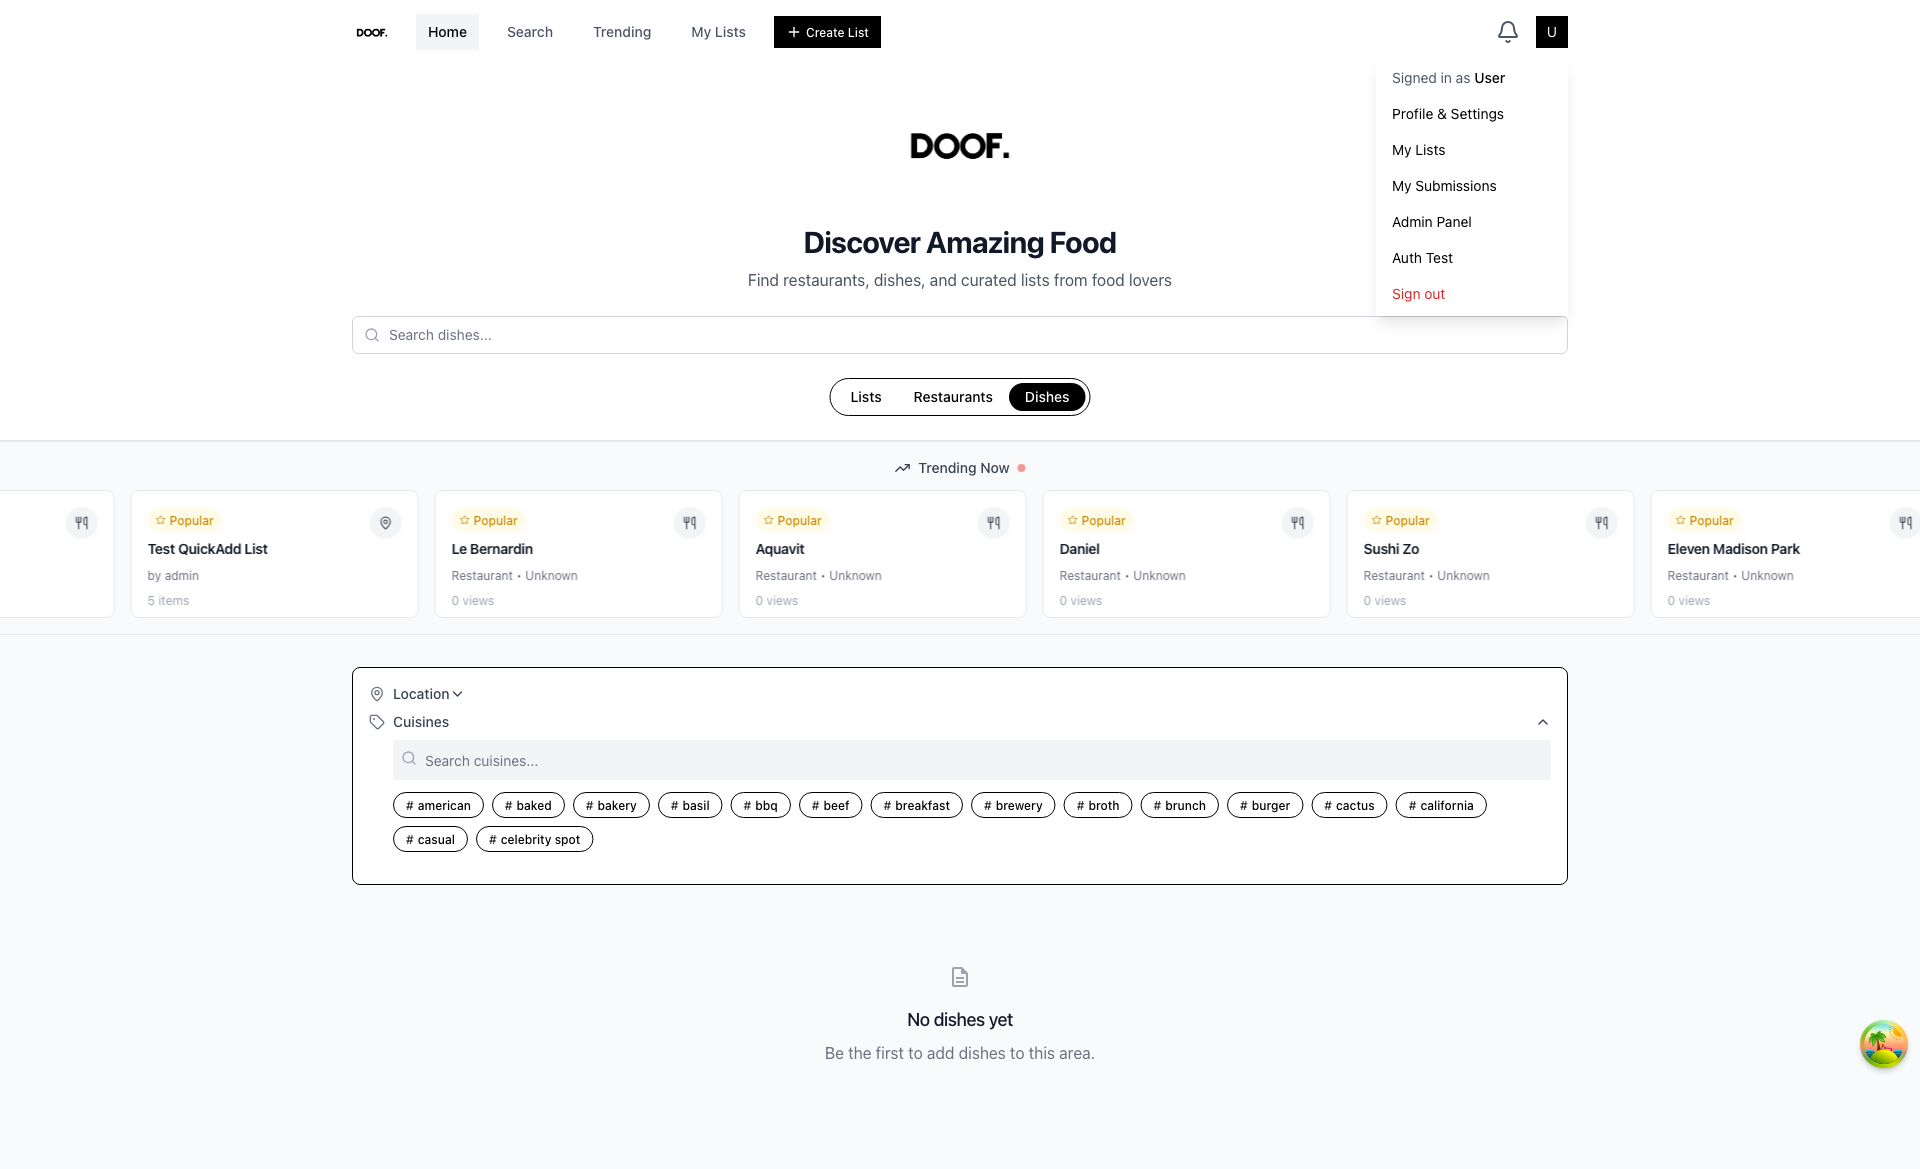 DOOF. Home Search Trending My Lists + Create List U
Signed in as User
Profile & Settings
My Lists
My Submissions
Admin Panel
Auth Test
Sign out
DOOF.
Discover Amazing Food
Find restaurants, dishes, and curated lists from food lovers
Search dishes...
Lists Restaurants Dishes
Trending Now
Popular
Test QuickAdd List
by admin
5 items
Popular
Le Bernardin
Restaurant • Unknown
0 views
Popular
Aquavit
Restaurant • Unknown
0 views
Popular
Daniel
Restaurant • Unknown
0 views
Popular
Sushi Zo
Restaurant • Unknown
0 views
Popular
Eleven Madison Park
Restaurant • Unknown
0 views
Location
Cuisines
Search cuisines...
# american # baked # bakery # basil # bbq # beef # breakfast # brewery # broth # brunch # burger # cactus # california
# casual # celebrity spot
No dishes yet
Be the first to add dishes to this area.